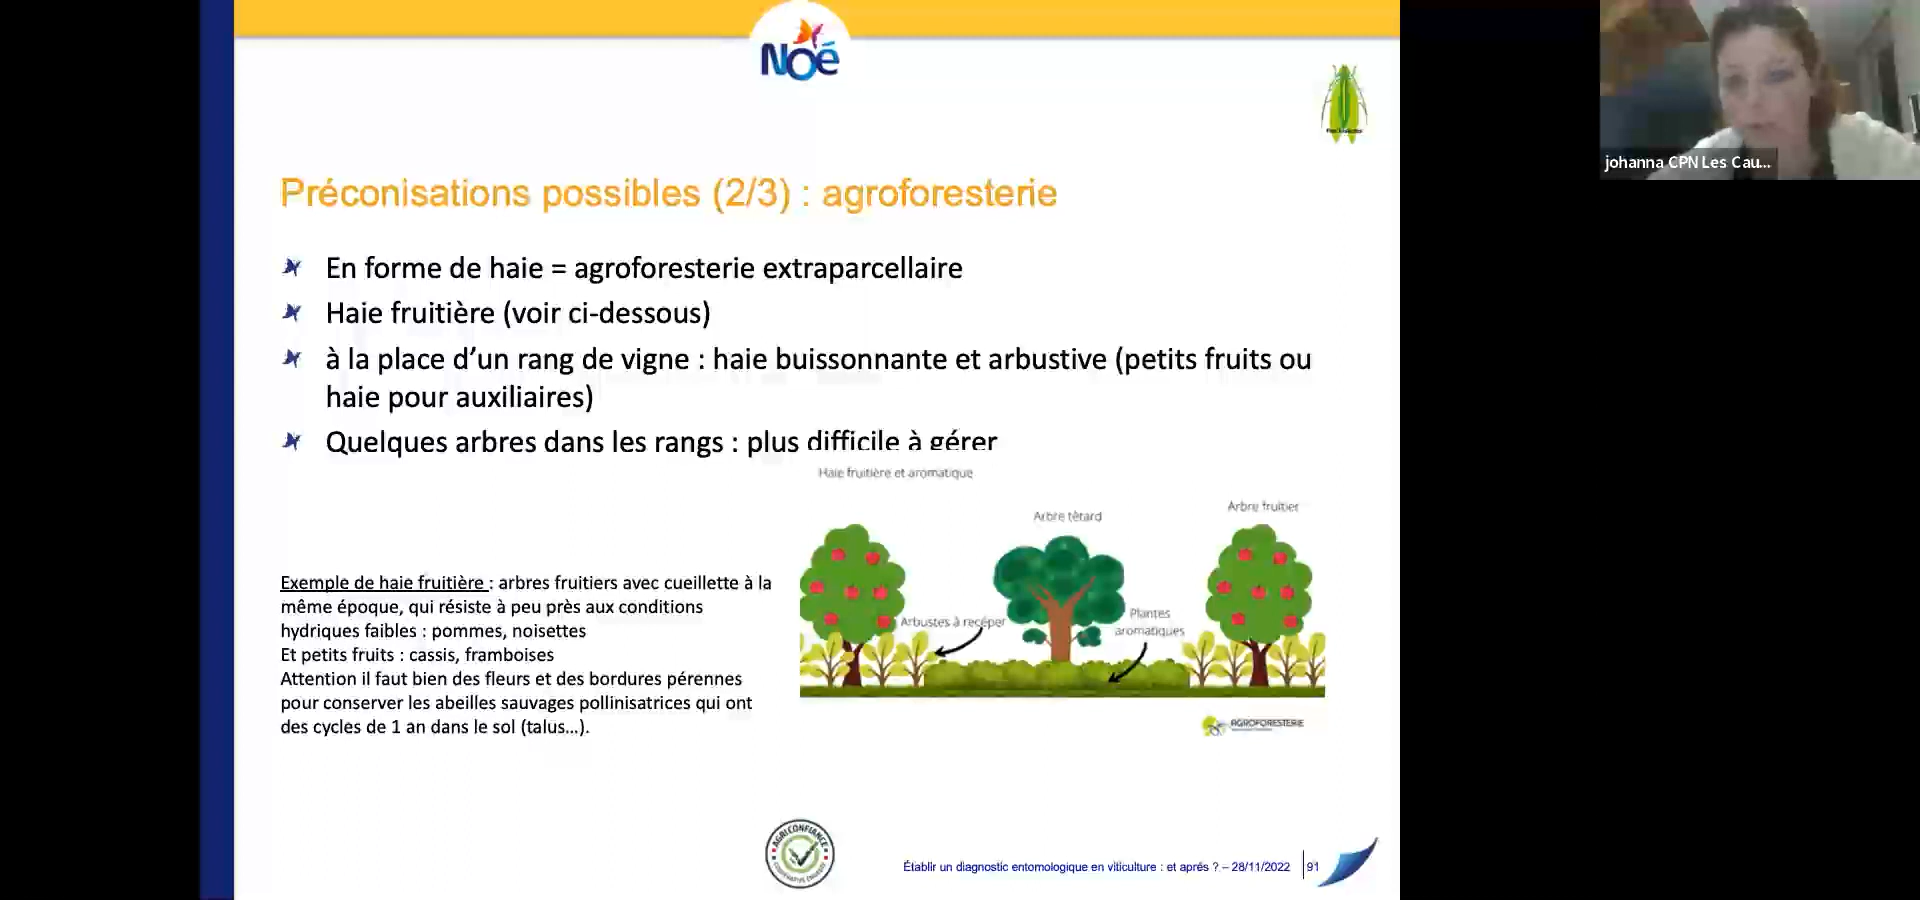 Noé
johanna CPN Les Cau...
Préconisations possibles (2/3) : agroforesterie
En forme de haie = agroforesterie extraparcellaire
Haie fruitière (voir ci-dessous)
à la place d’un rang de vigne : haie buissonnante et arbustive (petits fruits ou
haie pour auxiliaires)
Quelques arbres dans les rangs : plus difficile à gérer
Haie fruitière et aromatique
Arbre têtard
Arbre fruitier
Arbustes à recéper
Plantes
aromatiques
Exemple de haie fruitière : arbres fruitiers avec cueillette à la
même époque, qui résiste à peu près aux conditions
hydriques faibles : pommes, noisettes
Et petits fruits : cassis, framboises
Attention il faut bien des fleurs et des bordures pérennes
pour conserver les abeilles sauvages pollinisatrices qui ont
des cycles de 1 an dans le sol (talus...).
AGROFORESTERIE
AGRI CONFIANCE
Établir un diagnostic entomologique en viticulture : et après ? – 28/11/2022
91